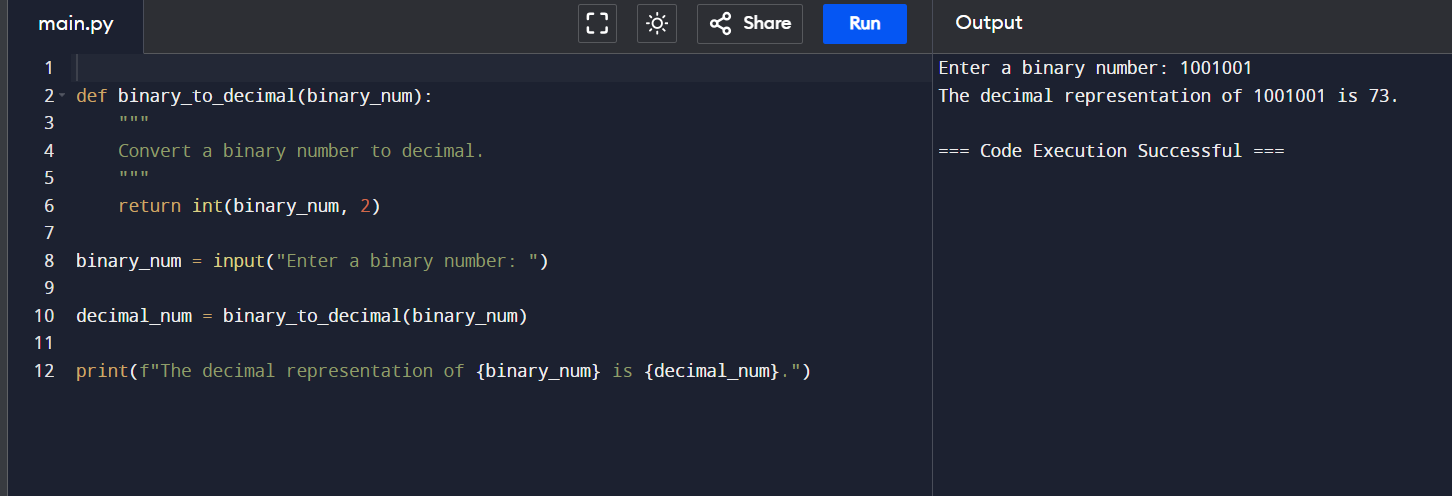 main.py
Share
Run
Output
1
2 def binary_to_decimal(binary_num):
3     """
4     Convert a binary number to decimal.
5     """
6     return int(binary_num, 2)
7
8 binary_num = input("Enter a binary number: ")
9
10 decimal_num = binary_to_decimal(binary_num)
11
12 print(f"The decimal representation of {binary_num} is {decimal_num}.")
Enter a binary number: 1001001
The decimal representation of 1001001 is 73.
=== Code Execution Successful ===